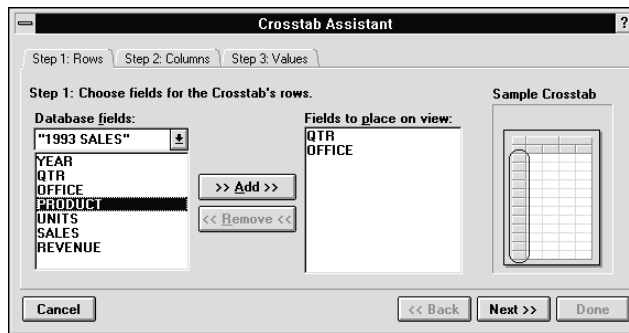 Crosstab Assistant
?
Step 1: Rows
Step 2: Columns
Step 3: Values
Step 1: Choose fields for the Crosstab's rows.
Sample Crosstab
Database fields:
Fields to place on view:
"1993 SALES"
YEAR
QTR
OFFICE
PRODUCT
UNITS
SALES
REVENUE
>> Add >>
<< Remove <<
QTR
OFFICE
Cancel
<< Back
Next >>
Done